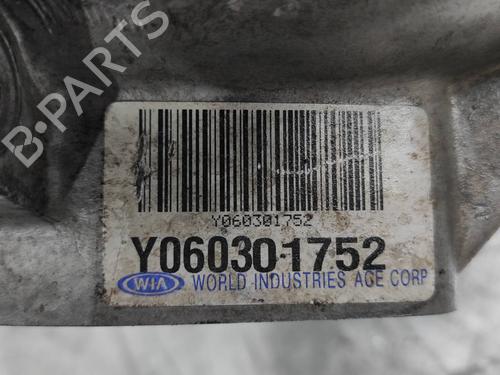 B-PARTS
Y060301752
Y060301752
WIA WORLD INDUSTRIES ACE CORP